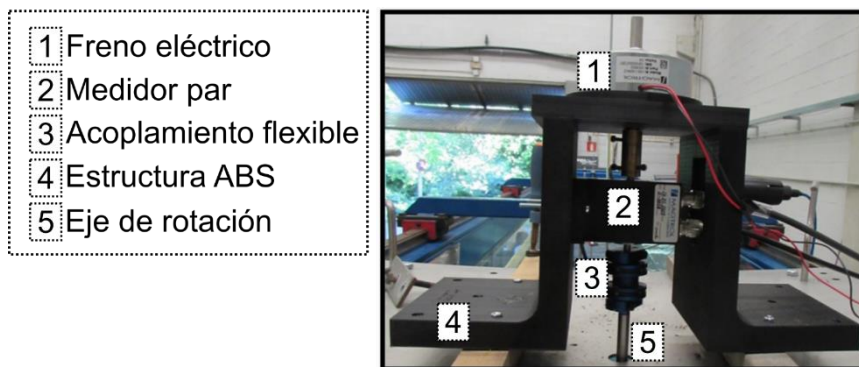 1 Freno eléctrico
2 Medidor par
3 Acoplamiento flexible
4 Estructura ABS
5 Eje de rotación
1
2
3
4
5